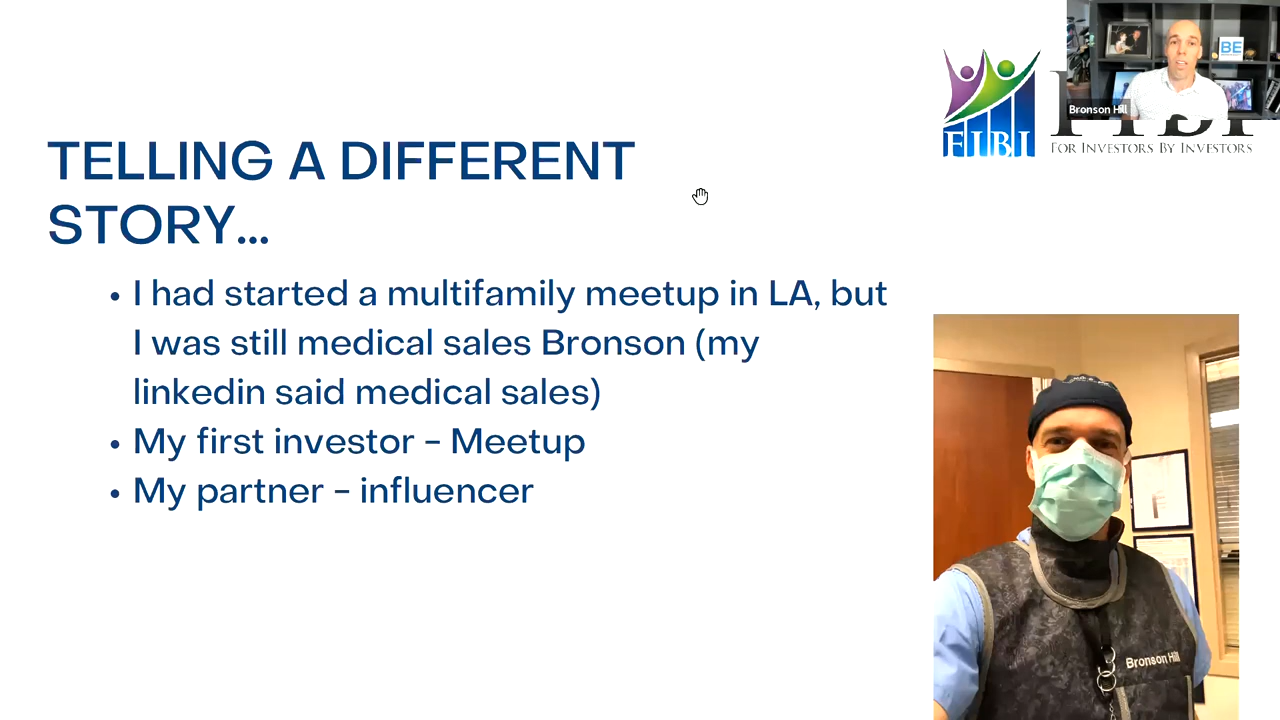 BE
Bronson Hill
FIBI
FOR INVESTORS BY INVESTORS
TELLING A DIFFERENT
STORY...
• I had started a multifamily meetup in LA, but
I was still medical sales Bronson (my
linkedin said medical sales)
• My first investor - Meetup
• My partner - influencer
Bronson Hill